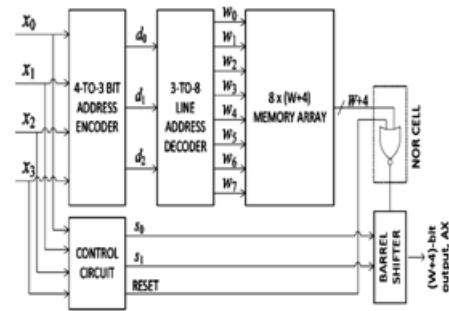 X0
X1
X2
X3
4-TO-3 BIT
ADDRESS
ENCODER
d0
d1
d2
3-TO-8
LINE
ADDRESS
DECODER
w0
w1
w2
w3
w4
w5
w6
w7
8 x (W+4)
MEMORY ARRAY
W+4
NOR CELL
CONTROL
CIRCUIT
s0
s1
RESET
BARREL
SHIFTER
(W+4)-bit
output, AX